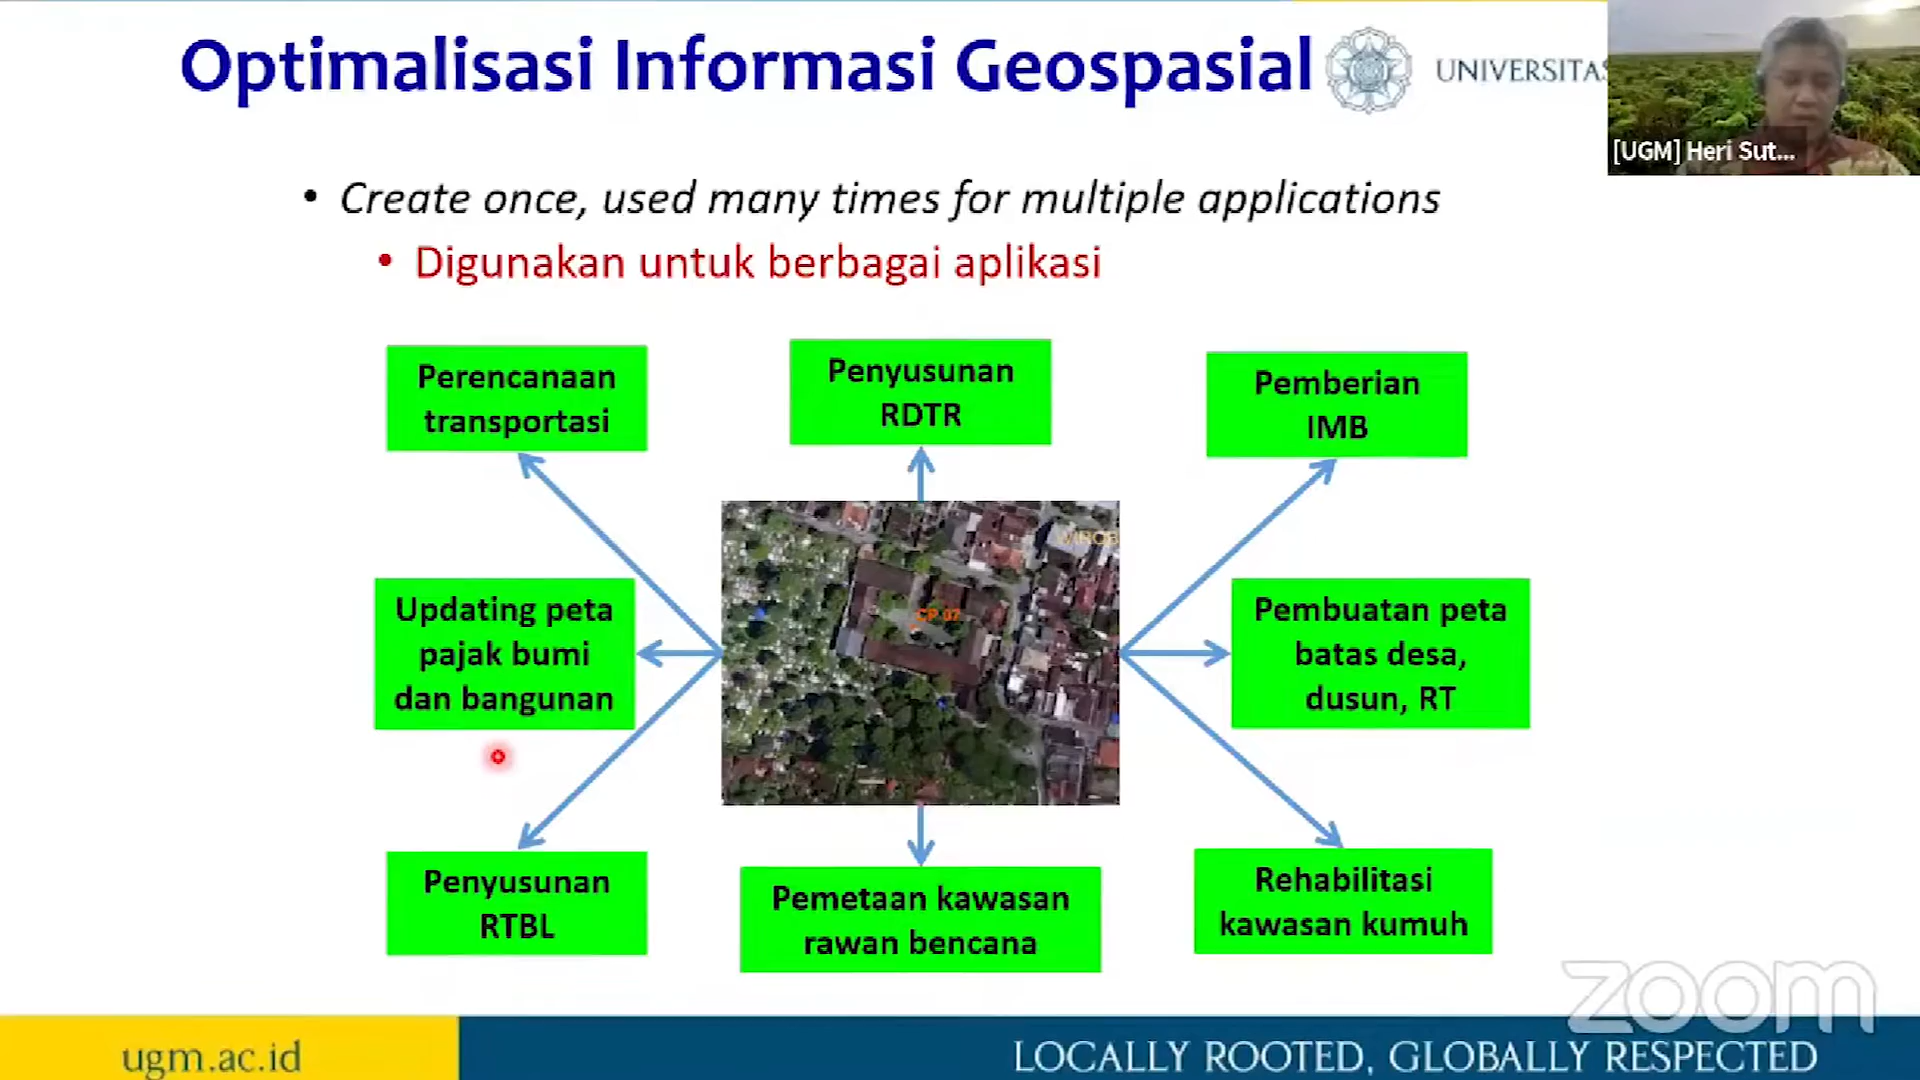 Optimalisasi Informasi Geospasial
UNIVERSITAS
[UGM] Heri Sut...
• Create once, used many times for multiple applications
• Digunakan untuk berbagai aplikasi
Perencanaan
transportasi
Penyusunan
RDTR
Pemberian
IMB
Updating peta
pajak bumi
dan bangunan
CP 07
Pembuatan peta
batas desa,
dusun, RT
Penyusunan
RTBL
Pemetaan kawasan
rawan bencana
Rehabilitasi
kawasan kumuh
zoom
ugm.ac.id
LOCALLY ROOTED, GLOBALLY RESPECTED